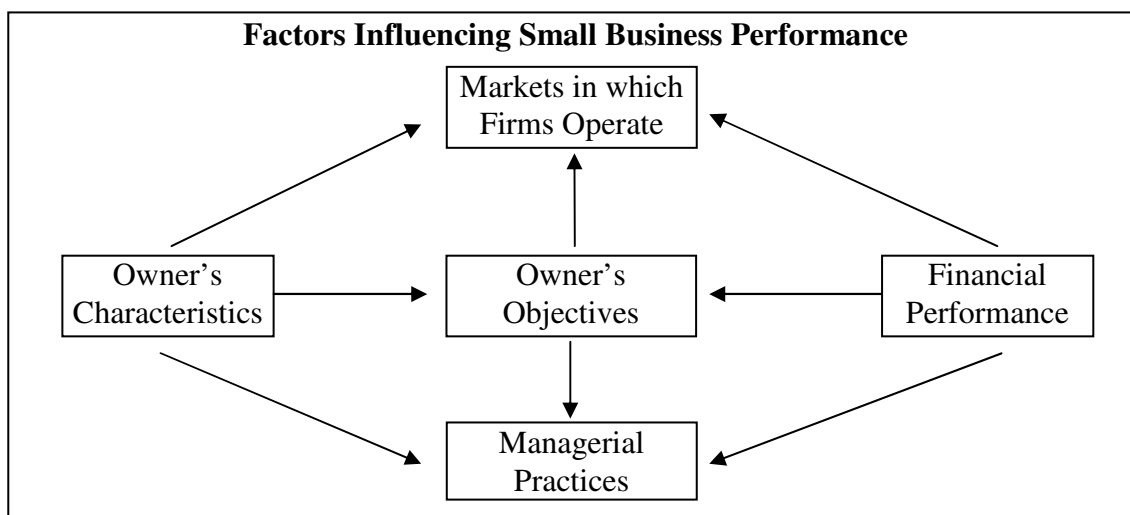 Factors Influencing Small Business Performance
Markets in which
Firms Operate
Owner’s
Characteristics
Owner’s
Objectives
Financial
Performance
Managerial
Practices